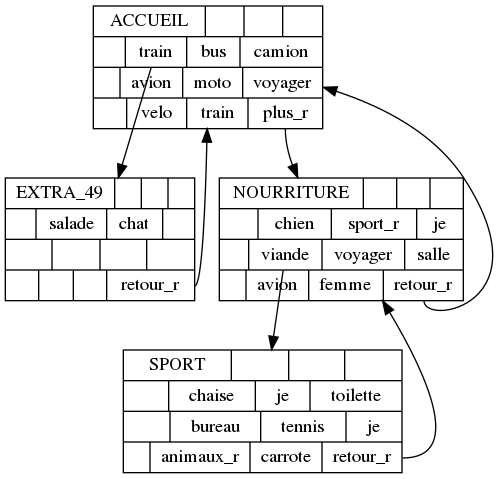 ACCUEIL
train bus camion
avion moto voyager
velo train plus_r
EXTRA_49
salade chat
retour_r
NOURRITURE
chien sport_r je
viande voyager salle
avion femme retour_r
SPORT
chaise je toilette
bureau tennis je
animaux_r carrote retour_r